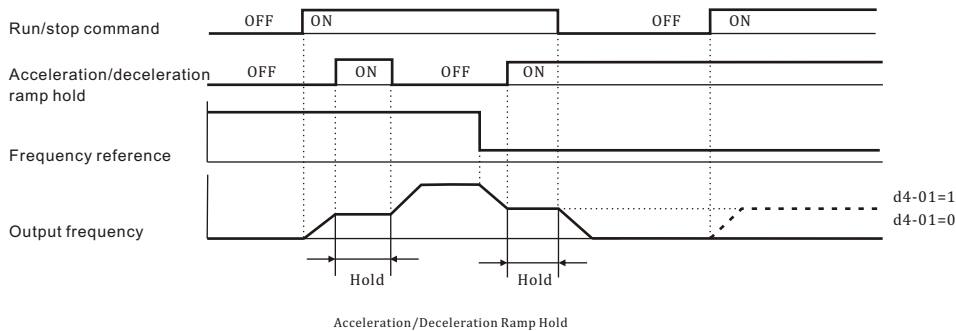 Run/stop command
OFF ON OFF ON
Acceleration/deceleration
ramp hold
OFF ON OFF ON
Frequency reference
Output frequency
d4-01=1
d4-01=0
Hold Hold
Acceleration/Deceleration Ramp Hold